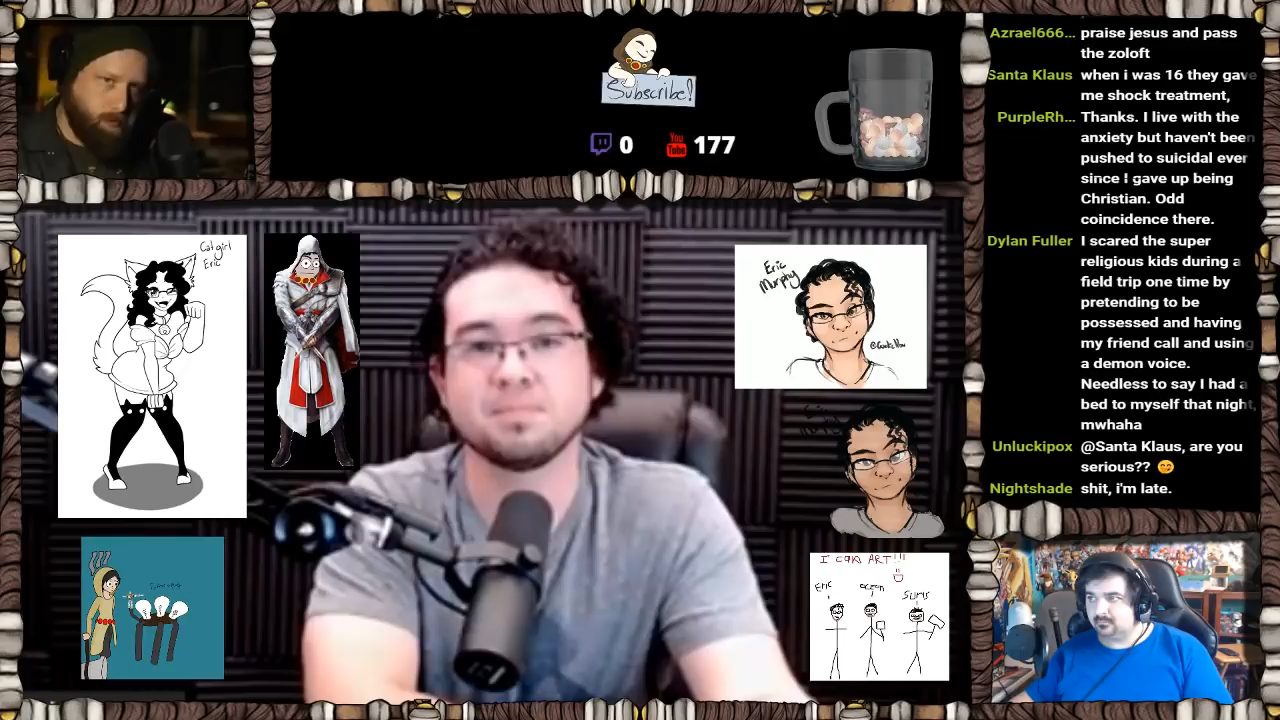 Subscribe!
0
You
Tube
177
Azrael666... praise jesus and pass
the zoloft
Santa Klaus when i was 16 they gave
me shock treatment,
PurpleRh... Thanks. I live with the
anxiety but haven't been
pushed to suicidal ever
since I gave up being
Christian. Odd
coincidence there.
Dylan Fuller I scared the super
religious kids during a
field trip one time by
pretending to be
possessed and having
my friend call and using
a demon voice.
Needless to say I had a
bed to myself that night,
mwhaha
Unluckipox @Santa Klaus, are you
serious??
Nightshade shit, i'm late.
Catgirl
Eric
Eric
Murphy
I CAN ART!!!
Eric